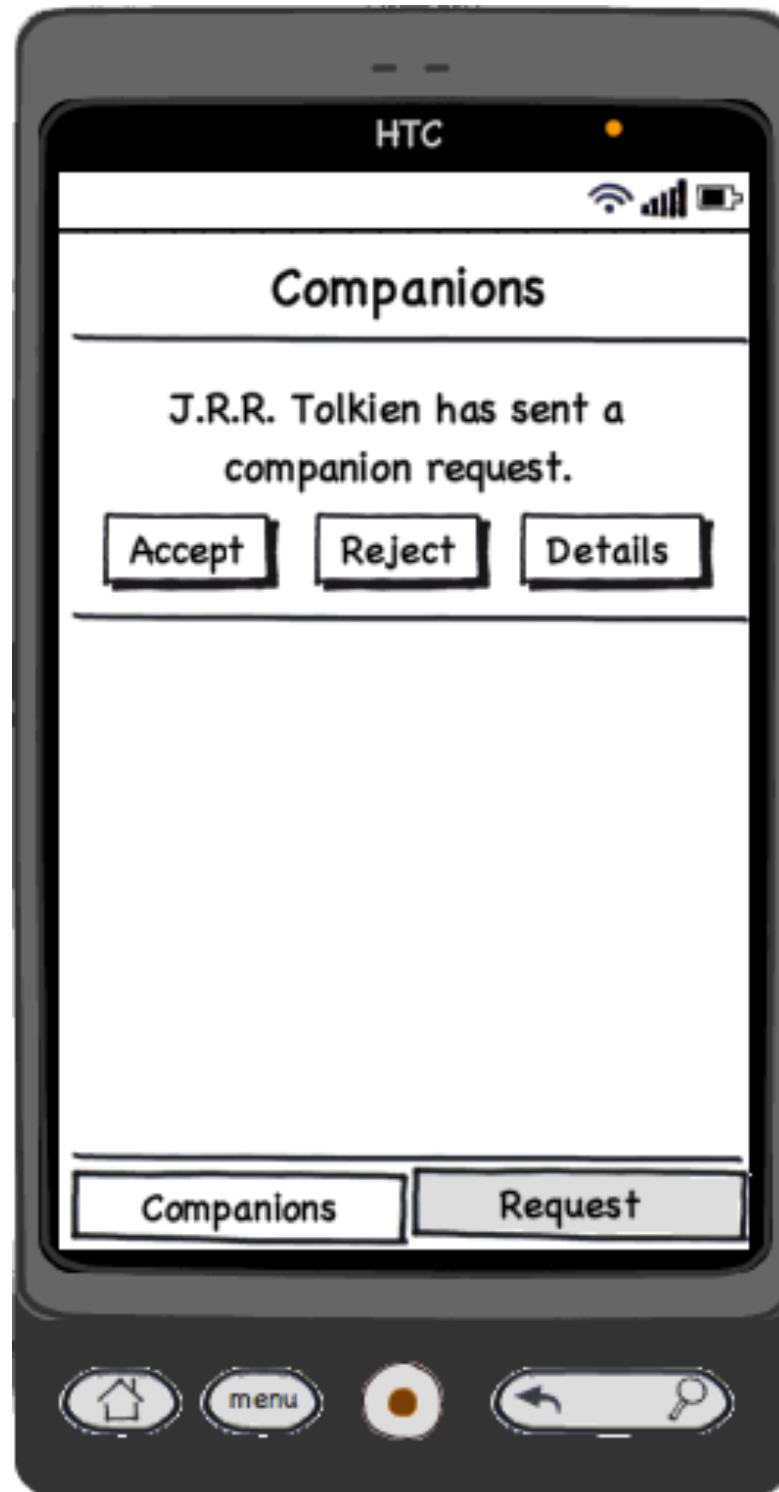 HTC
Companions
J.R.R. Tolkien has sent a
companion request.
Accept Reject Details
Companions Request
menu